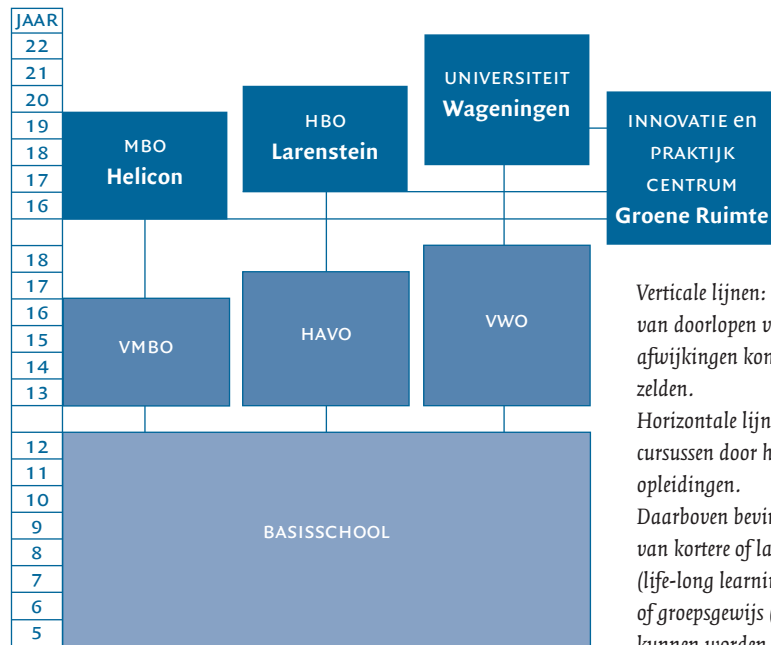 JAAR
22
21
20
19
18
17
16
18
17
16
15
14
13
12
11
10
9
8
7
6
5
MBO
Helicon
HBO
Larenstein
UNIVERSITEIT
Wageningen
INNOVATIE en
PRAKTIJK
CENTRUM
Groene Ruimte
VMBO
HAVO
VWO
BASISSCHOOL
Verticale lijnen:
van doorlopen v
afwijkingen kon
zelden.
Horizontale lijn
cursussen door h
opleidingen.
Daarboven bevin
van kortere of la
(life-long learnin
of groepsgewijs (
kunnen worden